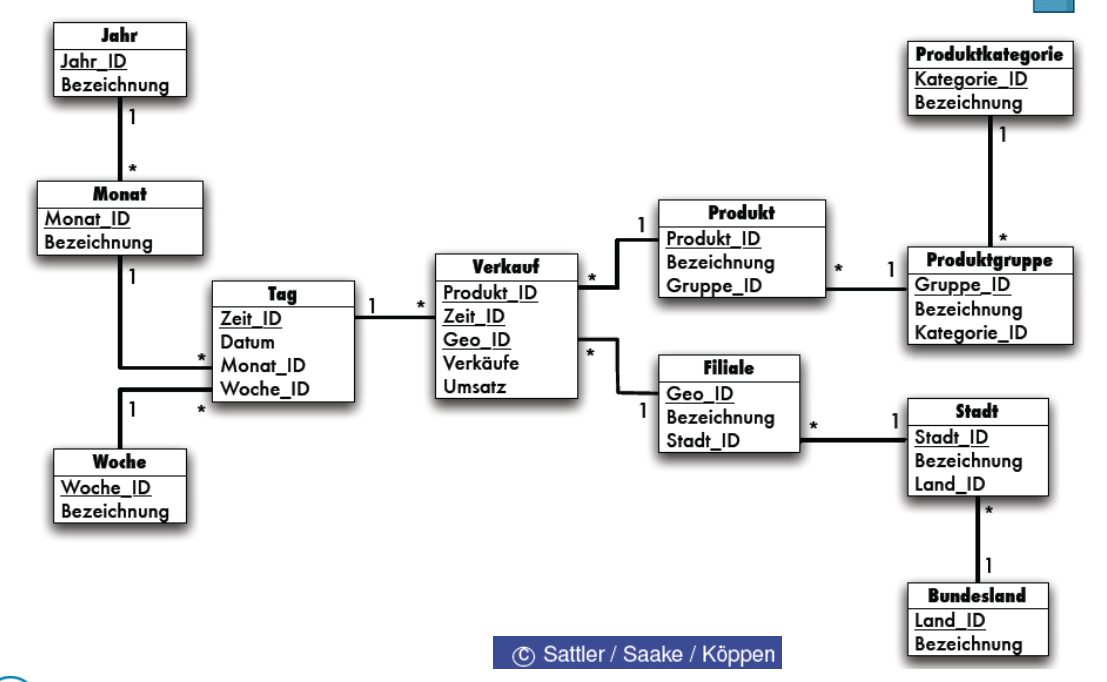 Jahr
Jahr_ID
Bezeichnung
1
*
Monat
Monat_ID
Bezeichnung
1
*
Tag
Zeit_ID
Datum
Monat_ID
Woche_ID
*
1
Woche
Woche_ID
Bezeichnung
1
*
Verkauf
Produkt_ID
Zeit_ID
Geo_ID
Verkäufe
Umsatz
*
1
Produkt
Produkt_ID
Bezeichnung
Gruppe_ID
*
1
Produktkategorie
Kategorie_ID
Bezeichnung
1
*
Produktgruppe
Gruppe_ID
Bezeichnung
Kategorie_ID
*
1
Filiale
Geo_ID
Bezeichnung
Stadt_ID
*
1
Stadt
Stadt_ID
Bezeichnung
Land_ID
*
1
Bundesland
Land_ID
Bezeichnung
© Sattler / Saake / Köppen